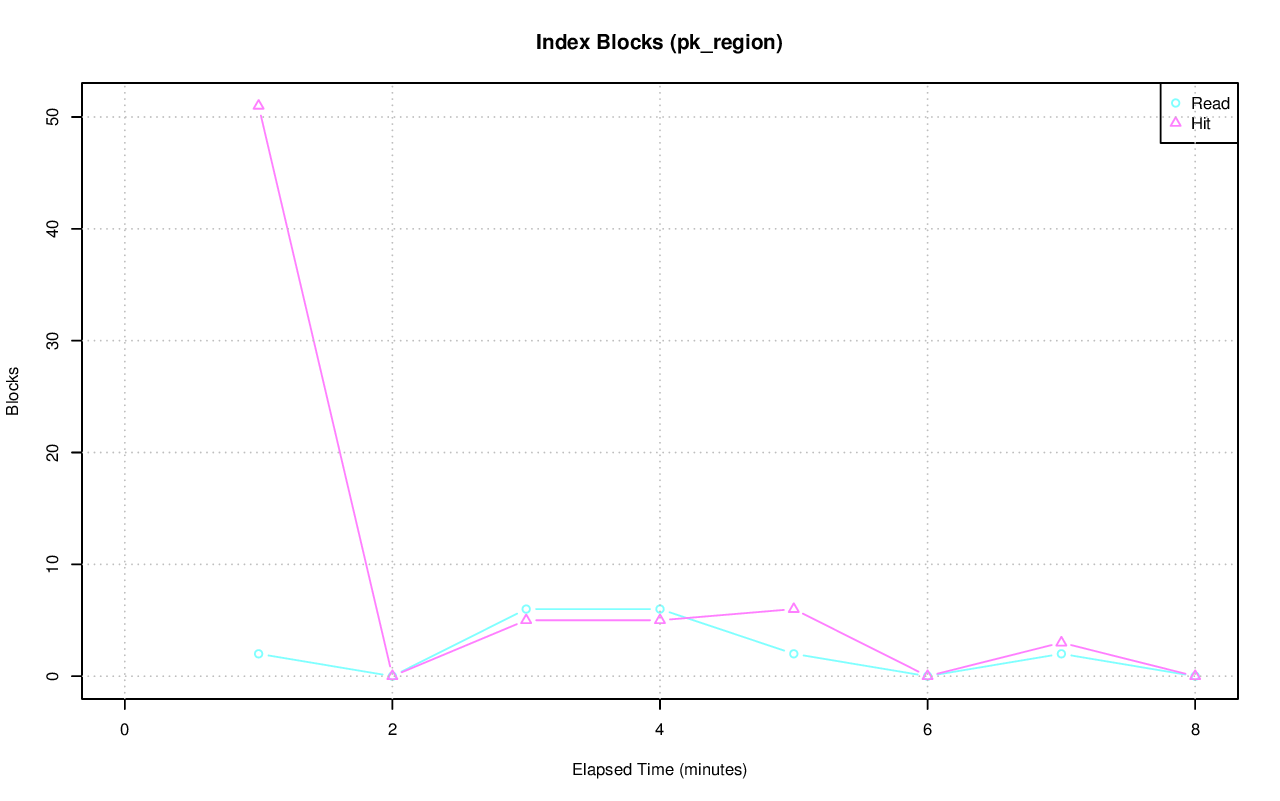 Index Blocks (pk_region)
Read
Hit
50
40
30
20
10
0
Blocks
0 2 4 6 8
Elapsed Time (minutes)